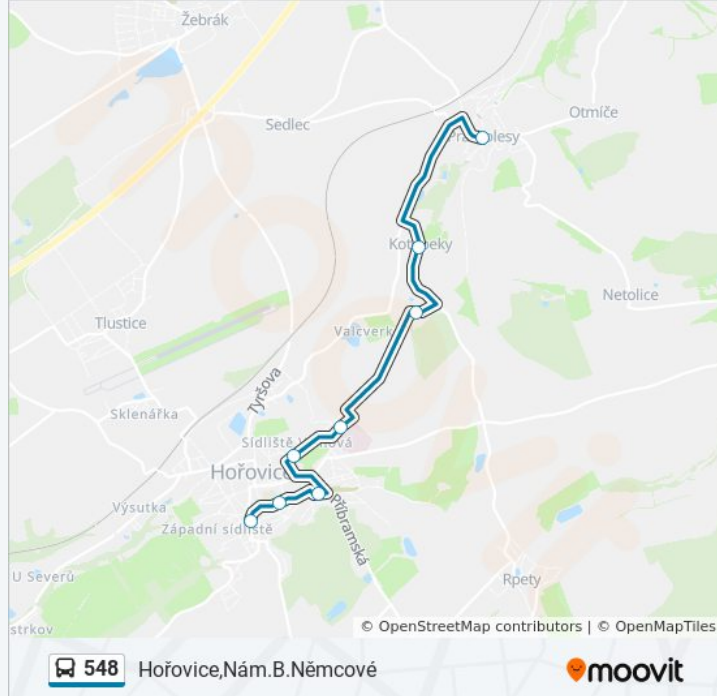 Žebrák
Sedlec
Otmíče
Netolice
Tlustice
Valcverk
Tyršova
Sklenářka
Hořovice
Výsutka
Západní sídliště
Příbramská
U Severů
Rpety
strkov
© OpenStreetMap contributors | © OpenMapTiles
548 Hořovice,Nám.B.Němcové
moovit